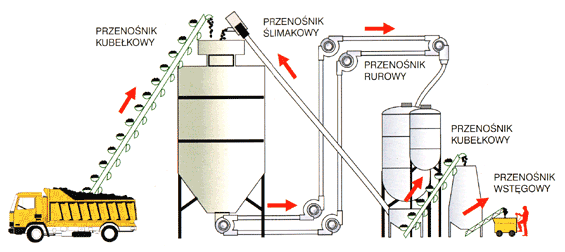 PRZENOŚNIK
KUBEŁKOWY
PRZENOŚNIK
ŚLIMAKOWY
PRZENOŚNIK
RUROWY
PRZENOŚNIK
KUBEŁKOWY
PRZENOŚNIK
WSTĘGOWY